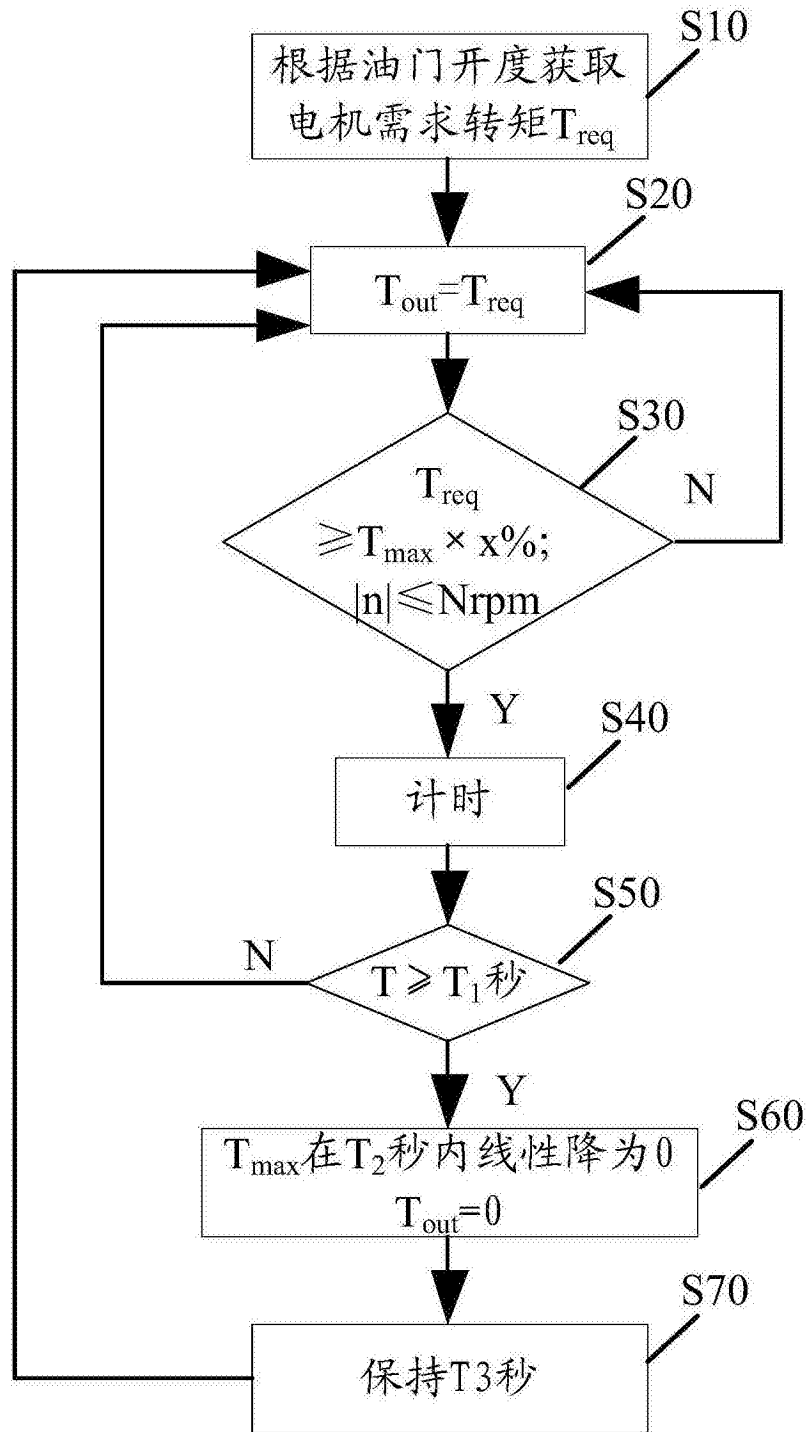 S10
根据油门开度获取
电机需求转矩Treq
S20
Tout=Treq
S30
Treq
≥Tmax × x%;
|n|≤Nrpm
N
Y
S40
计时
S50
N
T≥T1秒
Y
S60
Tmax在T2秒内线性降为0
Tout=0
S70
保持T3秒